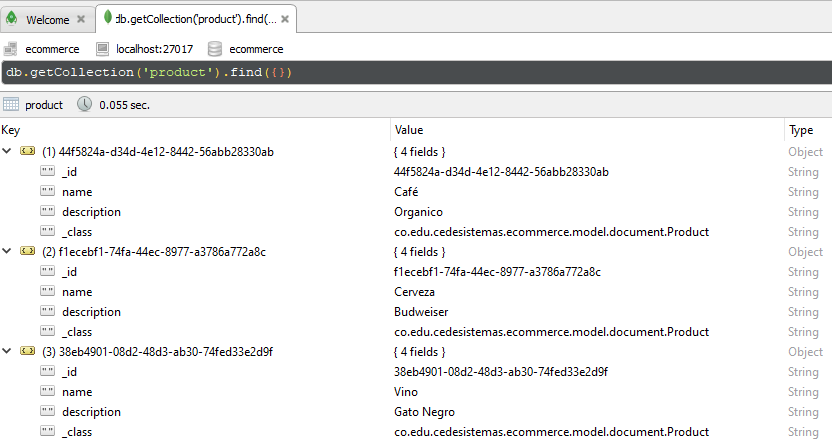 Welcome db.getCollection('product').find(...
ecommerce localhost:27017 ecommerce
db.getCollection('product').find({})
product 0.055 sec.
Key Value Type
(1) 44f5824a-d34d-4e12-8442-56abb28330ab { 4 fields } Object
_id 44f5824a-d34d-4e12-8442-56abb28330ab String
name Café String
description Organico String
_class co.edu.cedesistemas.ecommerce.model.document.Product String
(2) f1ecebf1-74fa-44ec-8977-a3786a772a8c { 4 fields } Object
_id f1ecebf1-74fa-44ec-8977-a3786a772a8c String
name Cerveza String
description Budweiser String
_class co.edu.cedesistemas.ecommerce.model.document.Product String
(3) 38eb4901-08d2-48d3-ab30-74fed33e2d9f { 4 fields } Object
_id 38eb4901-08d2-48d3-ab30-74fed33e2d9f String
name Vino String
description Gato Negro String
_class co.edu.cedesistemas.ecommerce.model.document.Product String